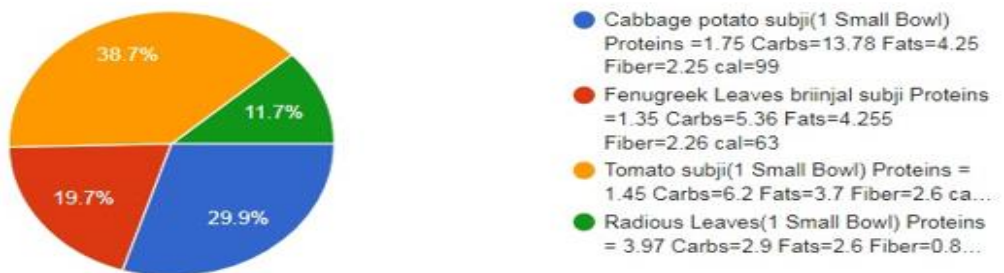 38.7%
11.7%
19.7%
29.9%
Cabbage potato subji(1 Small Bowl)
Proteins =1.75 Carbs=13.78 Fats=4.25
Fiber=2.25 cal=99
Fenugreek Leaves briinjal subji Proteins
=1.35 Carbs=5.36 Fats=4.255
Fiber=2.26 cal=63
Tomato subji(1 Small Bowl) Proteins =
1.45 Carbs=6.2 Fats=3.7 Fiber=2.6 ca...
Radious Leaves(1 Small Bowl) Proteins
= 3.97 Carbs=2.9 Fats=2.6 Fiber=0.8...